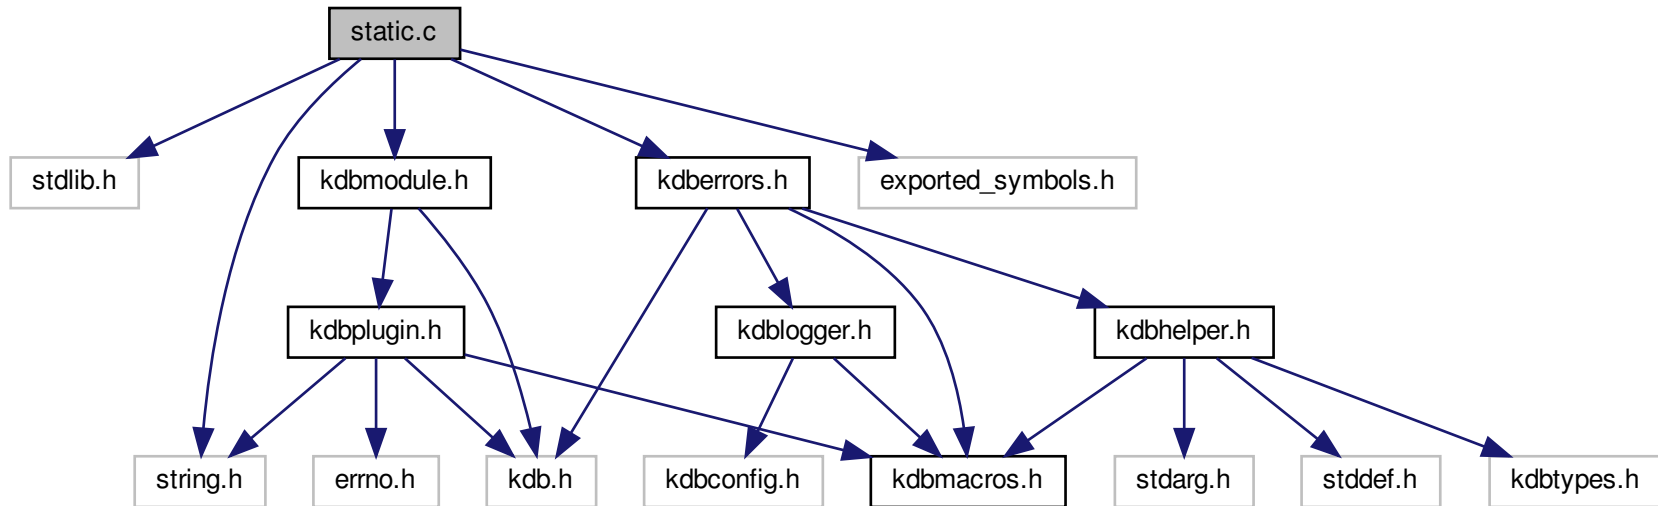 static.c
stdlib.h
kdbmodule.h
kdberrors.h
exported_symbols.h
kdbplugin.h
kdblogger.h
kdbhelper.h
string.h
errno.h
kdb.h
kdbconfig.h
kdbmacros.h
stdarg.h
stddef.h
kdbtypes.h